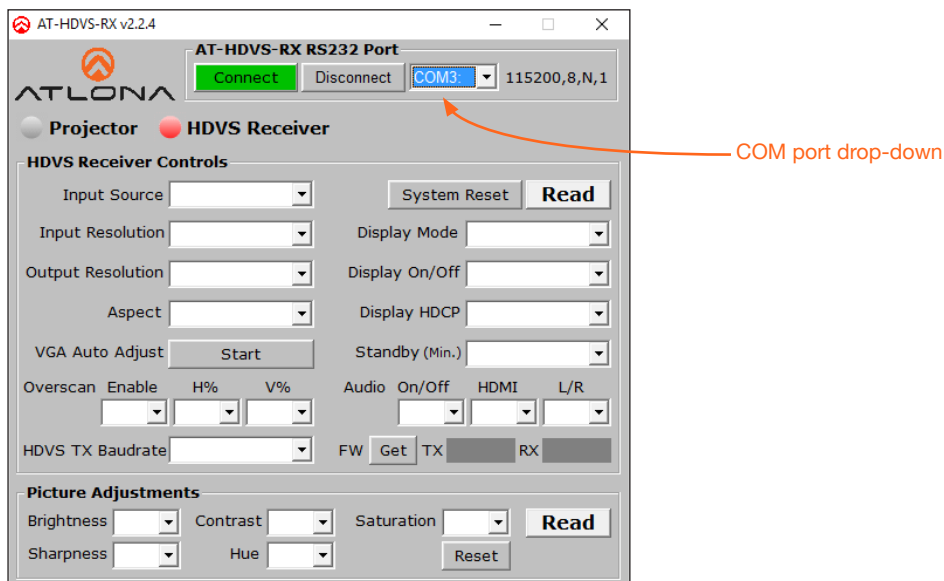 AT-HDVS-RX v2.2.4
AT-HDVS-RX RS232 Port
ATLONA
Connect Disconnect COM3: 115200,8,N,1
Projector HDVS Receiver
COM port drop-down
HDVS Receiver Controls
Input Source System Reset Read
Input Resolution Display Mode
Output Resolution Display On/Off
Aspect Display HDCP
VGA Auto Adjust Start Standby (Min.)
Overscan Enable H% V% Audio On/Off HDMI L/R
HDVS TX Baudrate FW Get TX RX
Picture Adjustments
Brightness Contrast Saturation Read
Sharpness Hue Reset